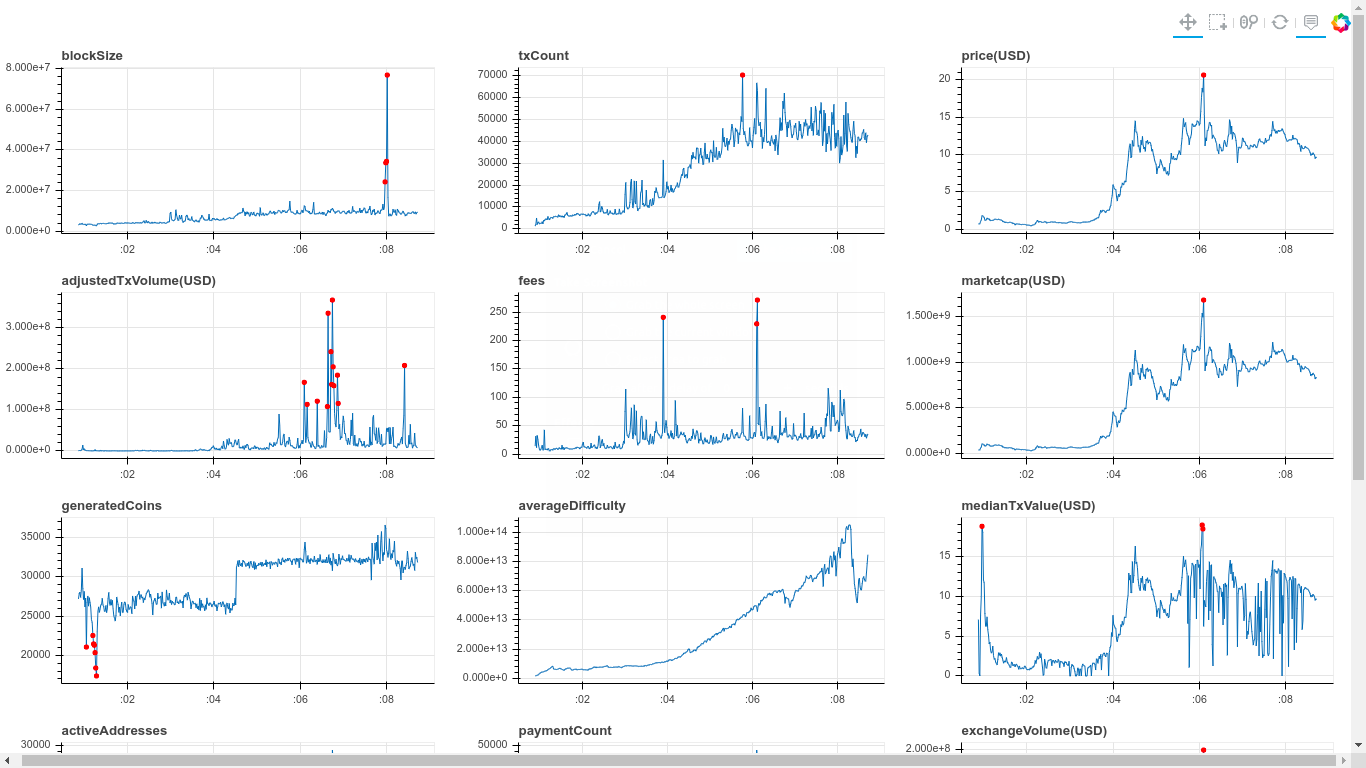 blockSize
8.000e+7
6.000e+7
4.000e+7
2.000e+7
0.000e+0
:02 :04 :06 :08
txCount
70000
60000
50000
40000
30000
20000
10000
0
:02 :04 :06 :08
price(USD)
20
15
10
5
0
:02 :04 :06 :08
adjustedTxVolume(USD)
3.000e+8
2.000e+8
1.000e+8
0.000e+0
:02 :04 :06 :08
fees
250
200
150
100
50
0
:02 :04 :06 :08
marketcap(USD)
1.500e+9
1.000e+9
5.000e+8
0.000e+0
:02 :04 :06 :08
generatedCoins
35000
30000
25000
20000
:02 :04 :06 :08
averageDifficulty
1.000e+14
8.000e+13
6.000e+13
4.000e+13
2.000e+13
0.000e+0
:02 :04 :06 :08
medianTxValue(USD)
15
10
5
0
:02 :04 :06 :08
activeAddresses
30000
paymentCount
50000
exchangeVolume(USD)
2.000e+8